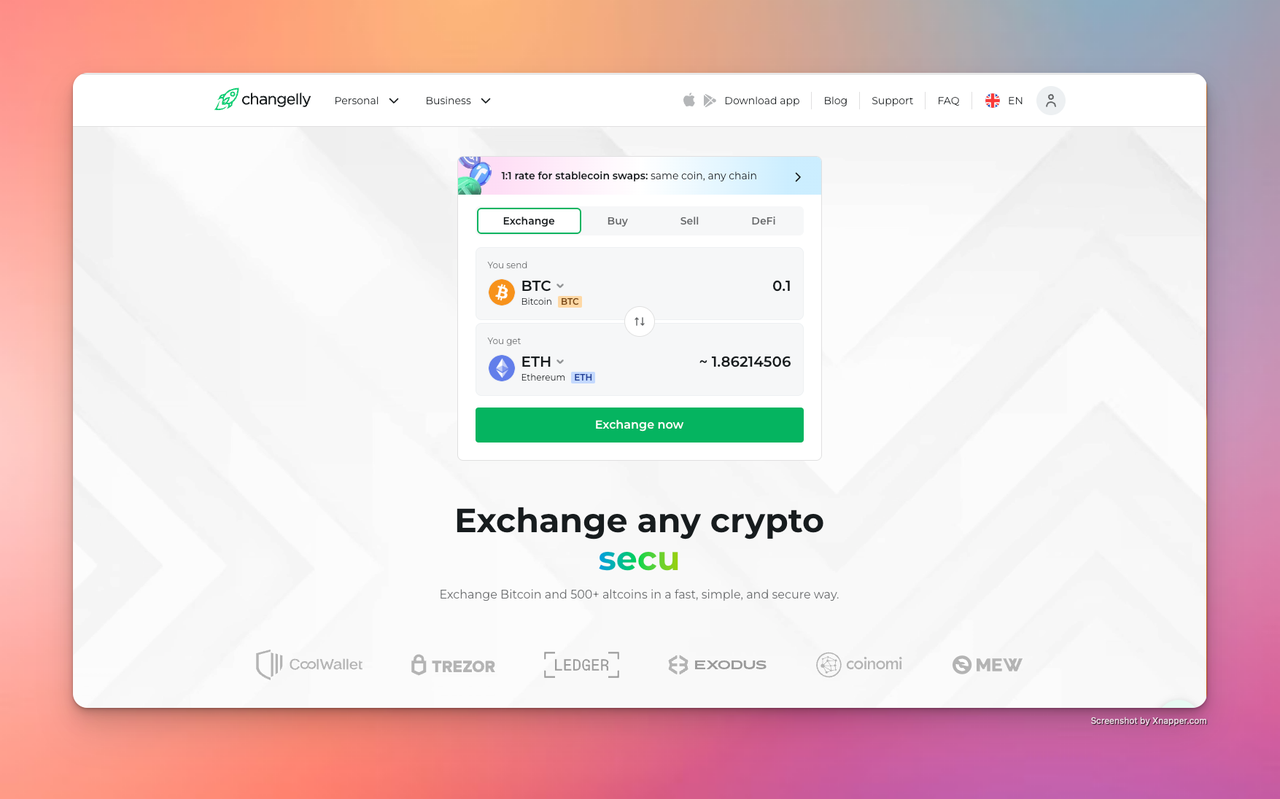 changelly
Personal
Business
Download app
Blog
Support
FAQ
EN
1:1 rate for stablecoin swaps: same coin, any chain
Exchange
Buy
Sell
DeFi
You send
BTC
0.1
Bitcoin BTC
You get
ETH
~ 1.86214506
Ethereum ETH
Exchange now
Exchange any crypto
secu
Exchange Bitcoin and 500+ altcoins in a fast, simple, and secure way.
CoolWallet
TREZOR
LEDGER
EXODUS
coinomi
MEW
Screenshot by Xnapper.com